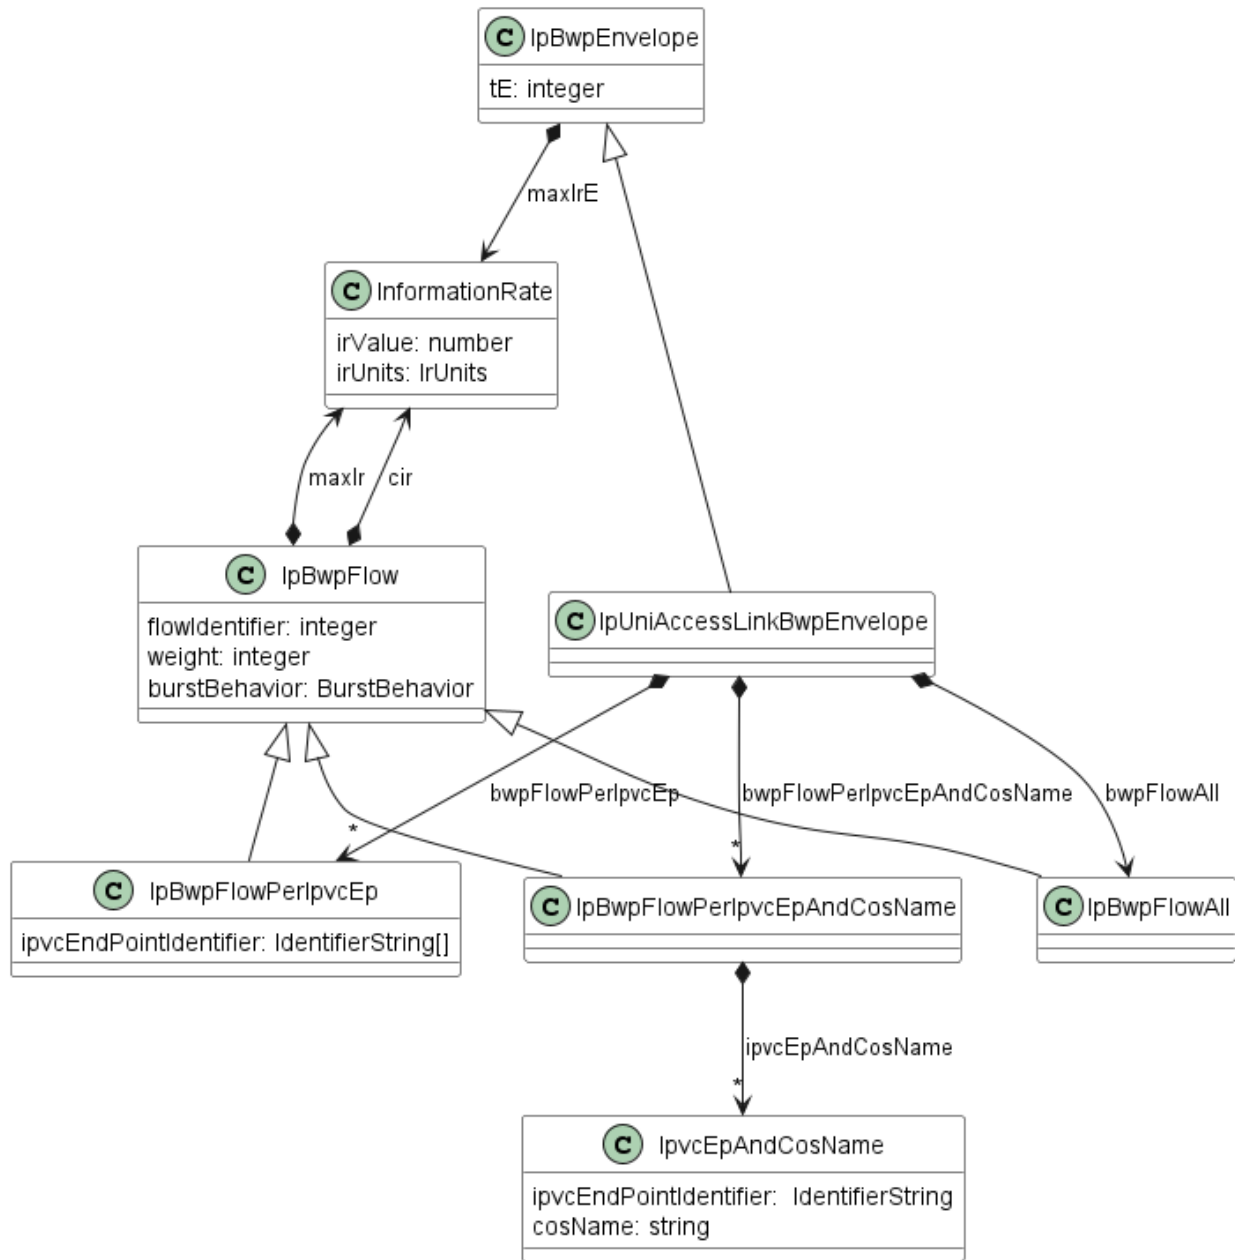 C IpBwpEnvelope
tE: integer
maxIrE
C InformationRate
irValue: number
irUnits: IrUnits
maxIr
cir
C IpBwpFlow
flowIdentifier: integer
weight: integer
burstBehavior: BurstBehavior
C IpUniAccessLinkBwpEnvelope
bwpFlowPerIpvcEp
bwpFlowPerIpvcEpAndCosName
bwpFlowAll
*
*
C IpBwpFlowPerIpvcEp
ipvcEndPointIdentifier: IdentifierString[]
C IpBwpFlowPerIpvcEpAndCosName
C IpBwpFlowAll
ipvcEpAndCosName
*
C IpvcEpAndCosName
ipvcEndPointIdentifier:  IdentifierString
cosName: string